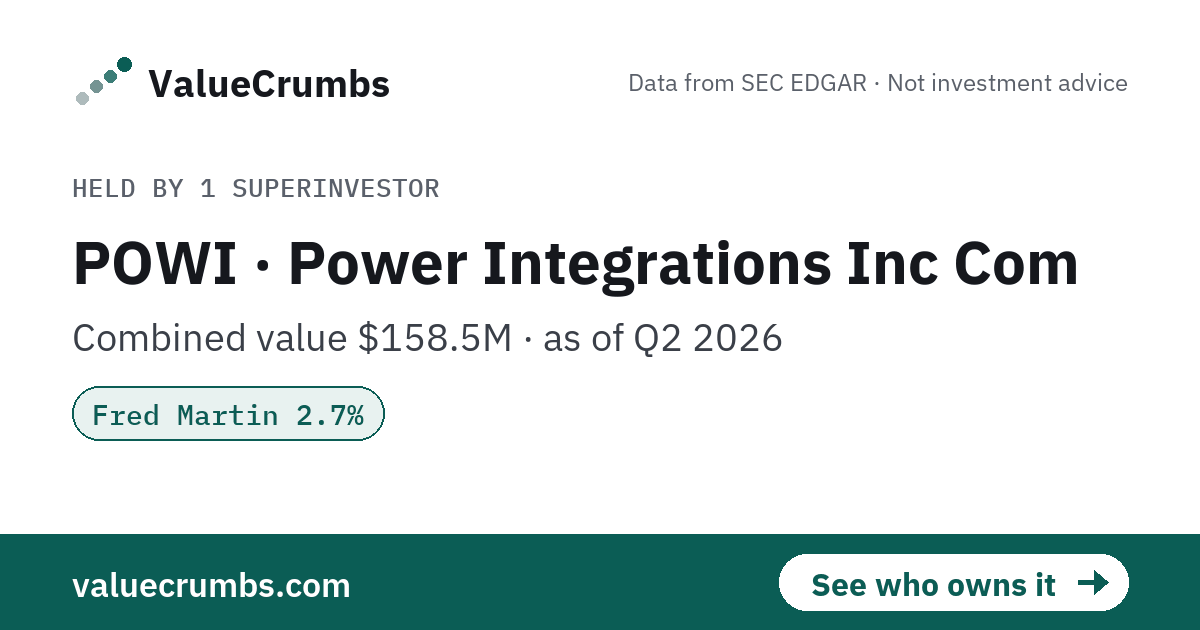 ValueCrumbs
Data from SEC EDGAR · Not investment advice
HELD BY 1 SUPERINVESTOR
POWI · Power Integrations Inc Com
Combined value $158.5M · as of Q2 2026
Fred Martin 2.7%
valuecrumbs.com
See who owns it →